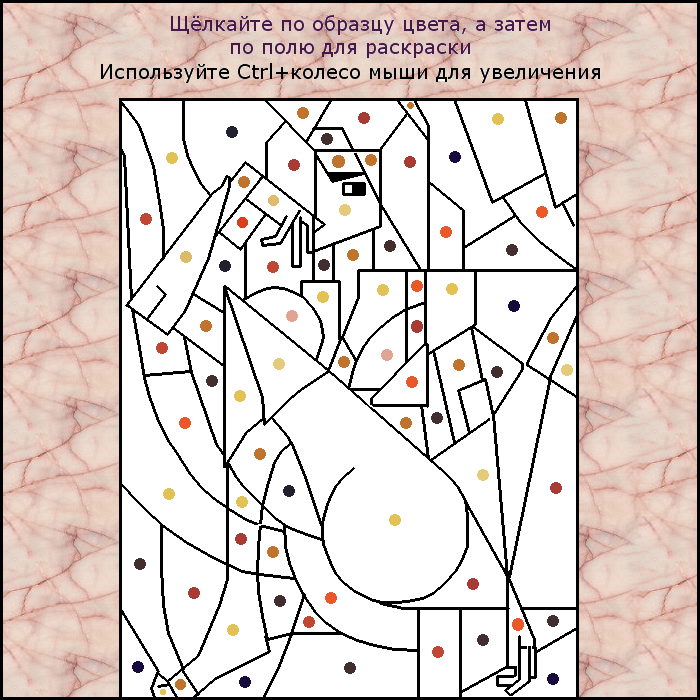 Щёлкайте по образцу цвета, а затем
по полю для раскраски
Используйте Ctrl+колесо мыши для увеличения